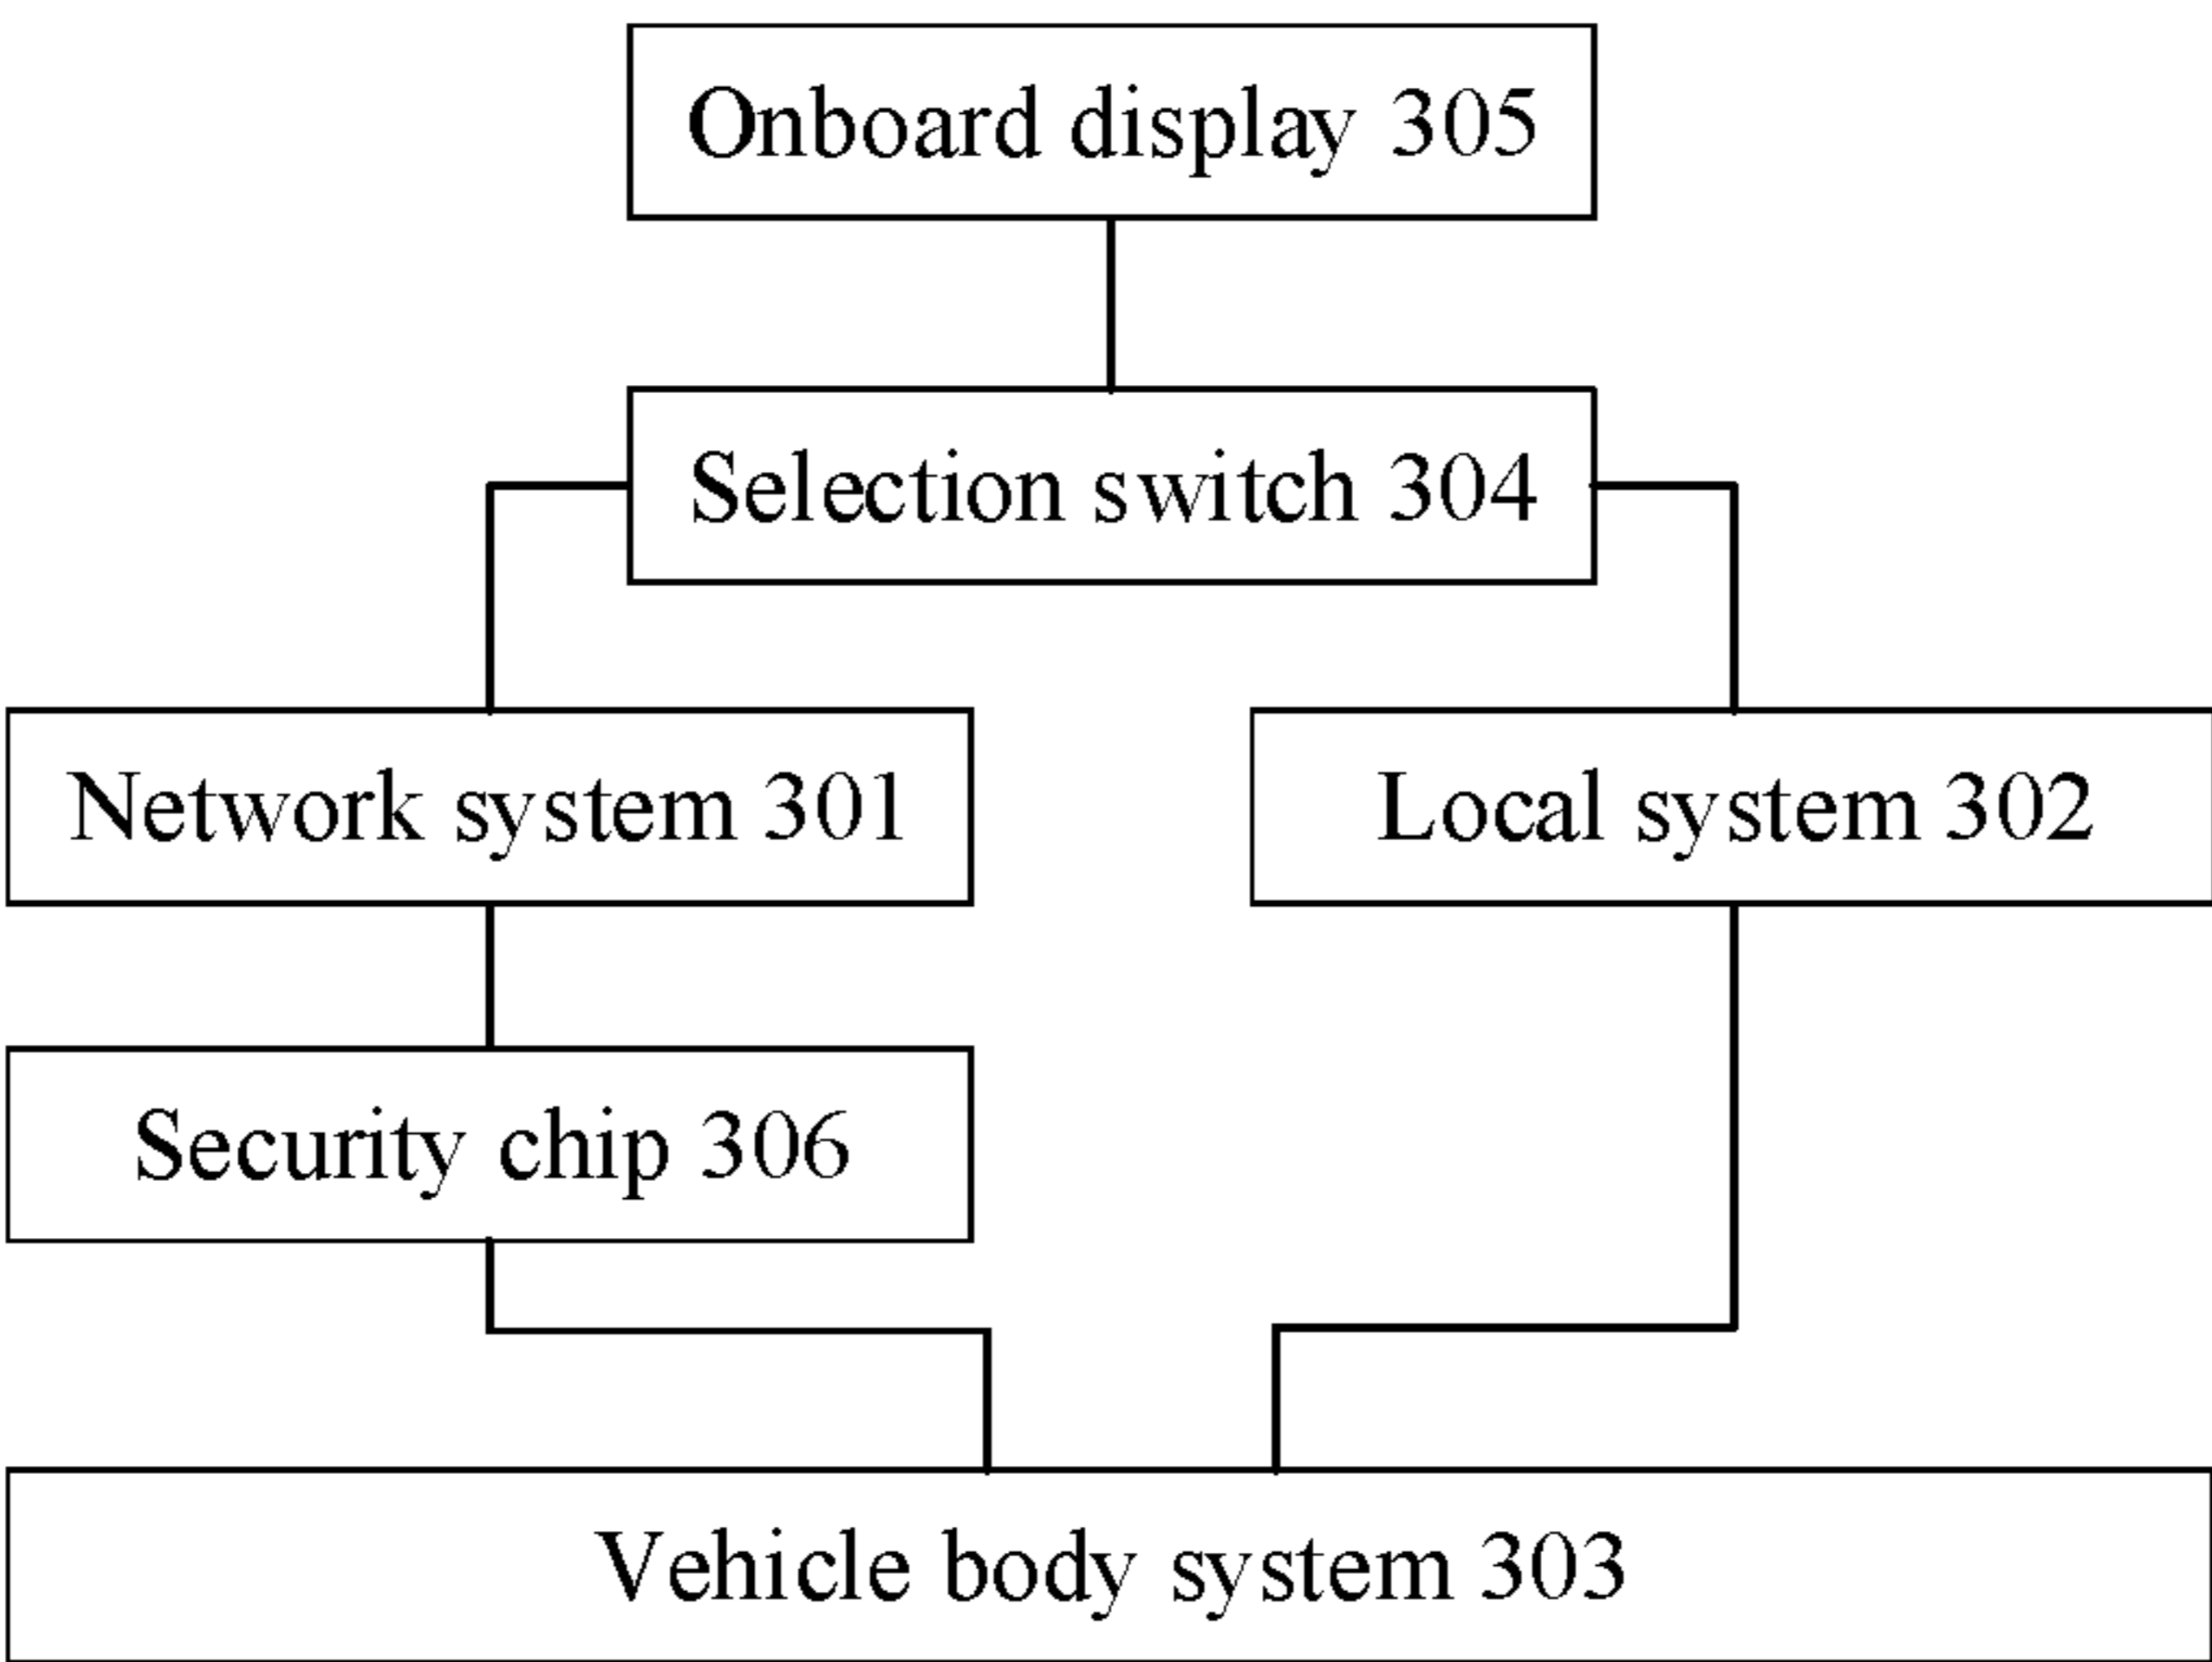 Onboard display 305
Selection switch 304
Network system 301
Local system 302
Security chip 306
Vehicle body system 303